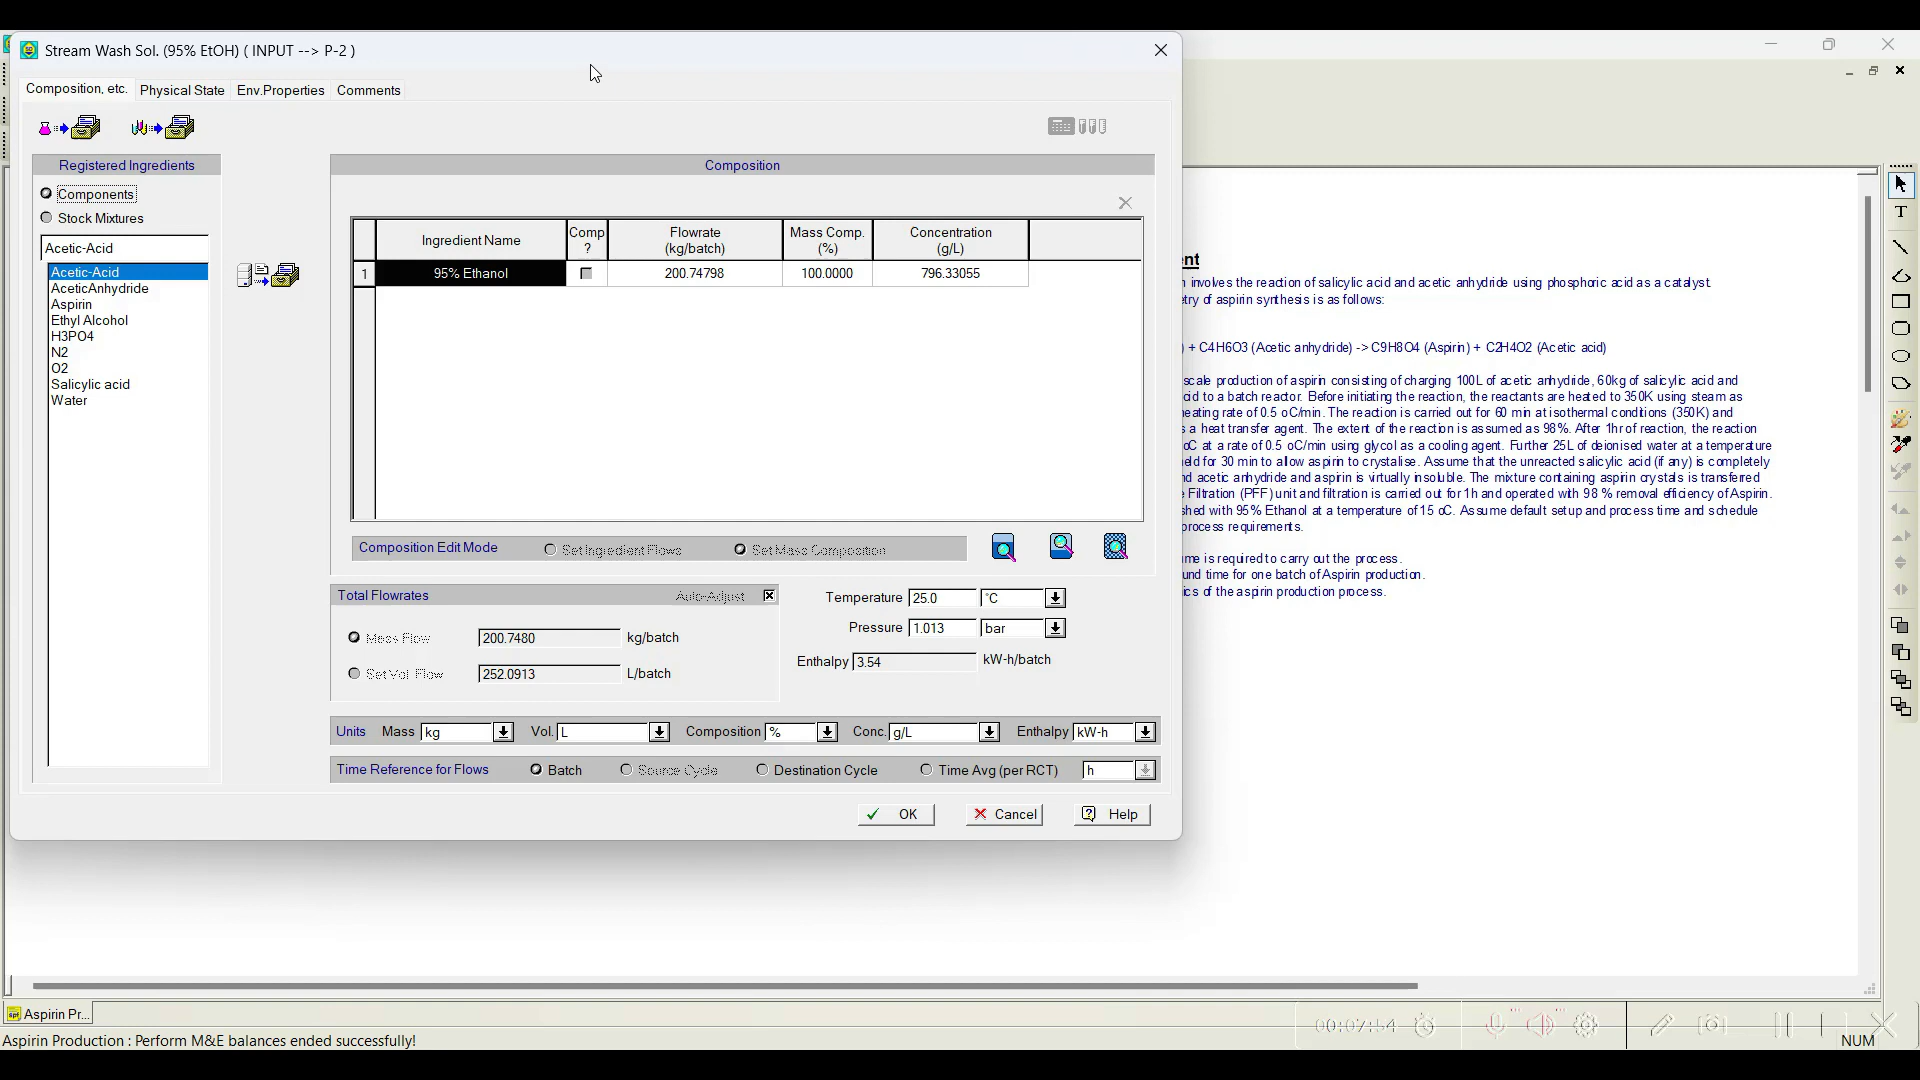 Stream Wash Sol. (95% EtOH) ( INPUT --> P-2 )
Composition, etc. Physical State Env.Properties Comments
Registered Ingredients
Composition
Components
Stock Mixtures
Acetic-Acid
Acetic-Acid
AceticAnhydride
Aspirin
Ethyl Alcohol
H3PO4
N2
O2
Salicylic acid
Water
Ingredient Name Comp ? Flowrate (kg/batch) Mass Comp. (%) Concentration (g/L)
1 95% Ethanol 200.74798 100.0000 796.33055
Composition Edit Mode Set Ingredient Flows Set Mass Composition
Total Flowrates Auto-Adjust
Mass Flow 200.7480 kg/batch
Set Vol. Flow 252.0913 L/batch
Temperature 25.0 °C
Pressure 1.013 bar
Enthalpy 3.54 kW-h/batch
Units Mass kg Vol. L Composition % Conc. g/L Enthalpy kW-h
Time Reference for Flows Batch Source Cycle Destination Cycle Time Avg (per RCT) h
OK Cancel Help
ent
n involves the reaction of salicylic acid and acetic anhydride using phosphoric acid as a catalyst.
etry of aspirin synthesis is as follows:
) + C4H6O3 (Acetic anhydride) -> C9H8O4 (Aspirin) + C2H4O2 (Acetic acid)
scale production of aspirin consisting of charging 100L of acetic anhydride, 60kg of salicylic acid and
cid to a batch reactor. Before initiating the reaction, the reactants are heated to 350K using steam as
heating rate of 0.5 oC/min. The reaction is carried out for 60 min at isothermal conditions (350K) and
s a heat transfer agent. The extent of the reaction is assumed as 98%. After 1hr of reaction, the reaction
oC at a rate of 0.5 oC/min using glycol as a cooling agent. Further 25L of deionised water at a temperature
eld for 30 min to allow aspirin to crystalise. Assume that the unreacted salicylic acid (if any) is completely
nd acetic anhydride and aspirin is virtually insoluble. The mixture containing aspirin crystals is transferred
e Filtration (PFF) unit and filtration is carried out for 1h and operated with 98 % removal efficiency of Aspirin.
shed with 95% Ethanol at a temperature of 15 oC. Assume default setup and process time and schedule
process requirements.
ume is required to carry out the process.
und time for one batch of Aspirin production.
ics of the aspirin production process.
T
Aspirin Pr...
00:07:54
Aspirin Production : Perform M&E balances ended successfully!
NUM